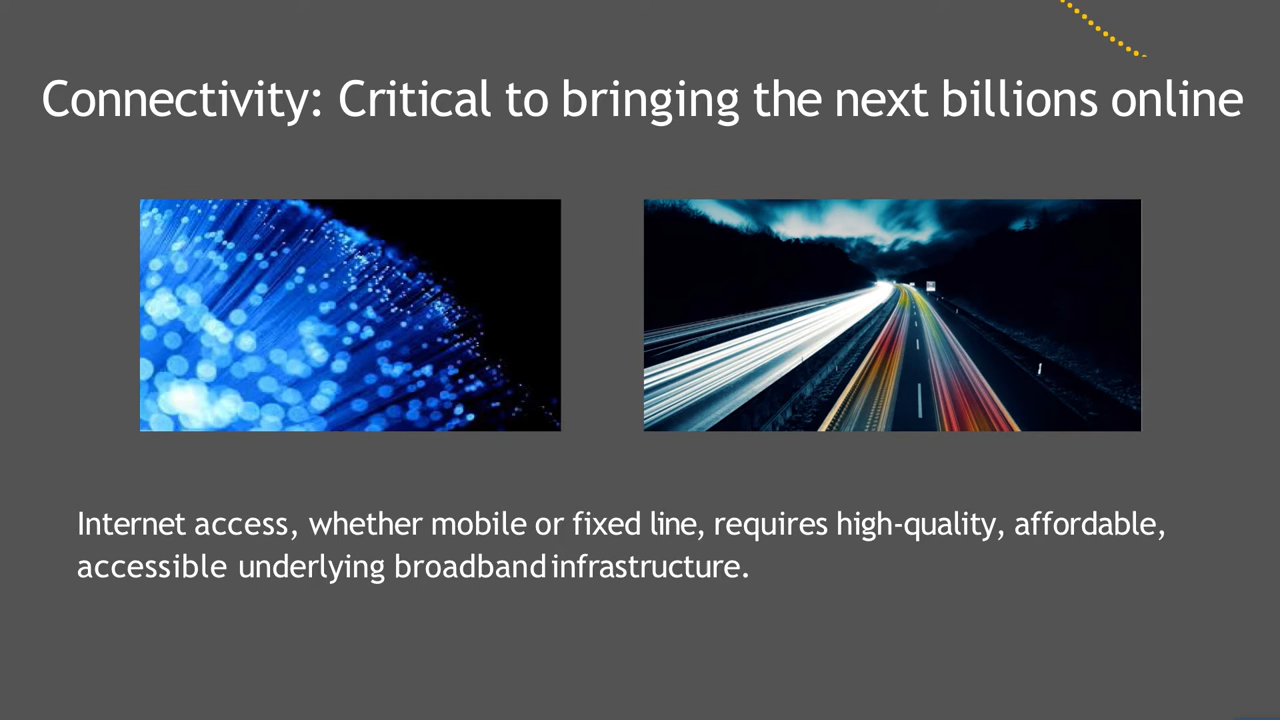 Connectivity: Critical to bringing the next billions online
Internet access, whether mobile or fixed line, requires high-quality, affordable,
accessible underlying broadband infrastructure.